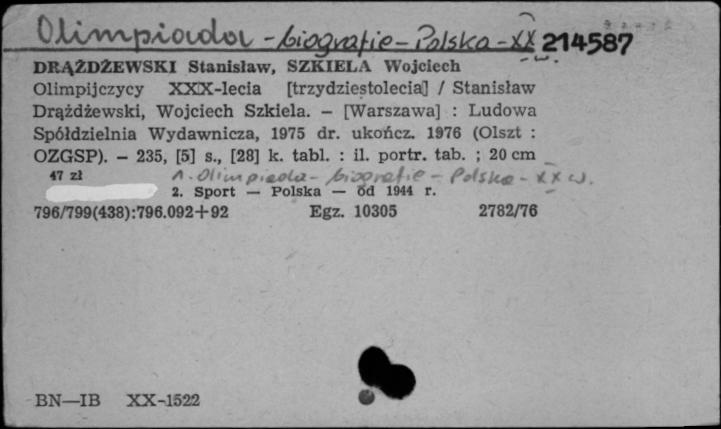 Olimpiada - biografie - Polska - XX w. 214587
DRĄŻDŻEWSKI Stanisław, SZKIELA Wojciech
Olimpijczycy XXX-lecia [trzydziestolecia] / Stanisław
Drążdżewski, Wojciech Szkiela. — [Warszawa] : Ludowa
Spółdzielnia Wydawnicza, 1975 dr. ukończ. 1976 (Olszt :
OZGSP). — 235, [5] s., [28] k. tabl. : il. portr. tab. ; 20 cm
47 zł 1. Olimpiada - biografie - Polska - XX w.
2. Sport — Polska — od 1944 r.
796/799(438):796.092+92 Egz. 10305 2782/76
BN—IB XX-1522